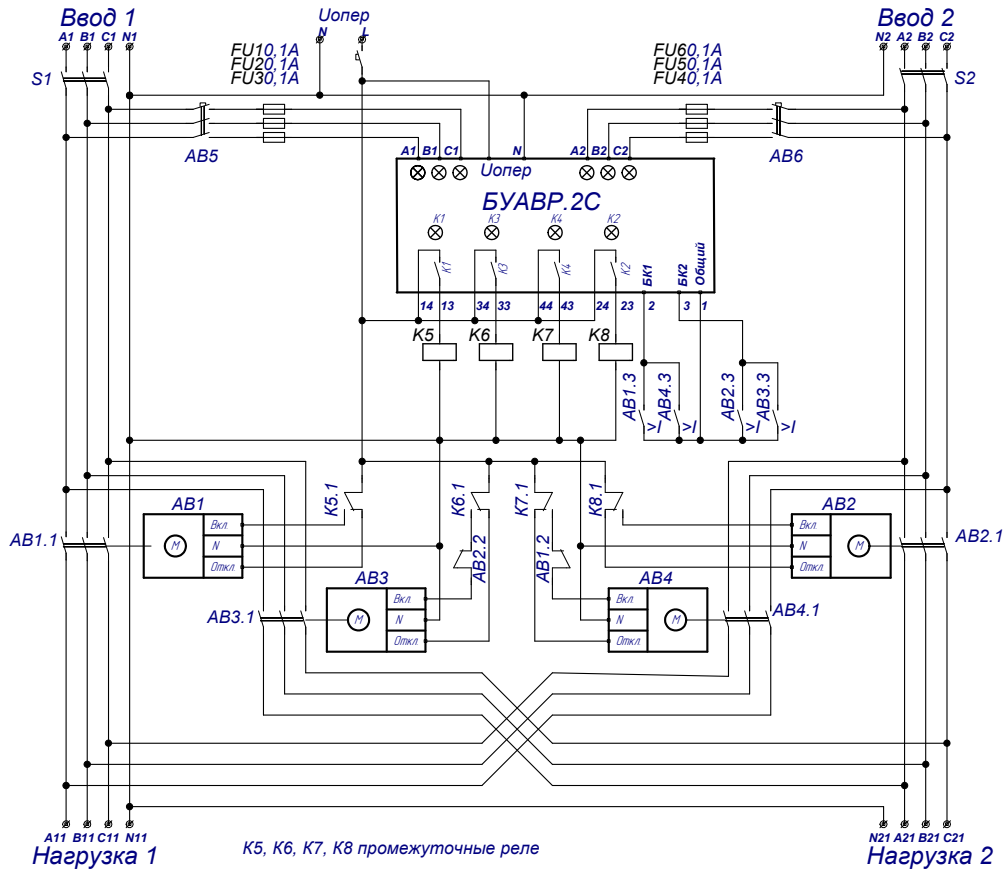 Ввод 1
Uопер
Ввод 2
A1 B1 C1 N1
N L
N2 A2 B2 C2
FU10,1A
FU20,1A
FU30,1A
FU60,1A
FU50,1A
FU40,1A
S1
S2
AB5
AB6
A1 B1 C1
N
A2 B2 C2
Uопер
БУАВР.2С
K1
K3
K4
K2
K1
K3
K4
K2
БК1
БК2
Общий
14 13
34 33
44 43
24 23
2
3 1
K5
K6
K7
K8
AB1.3
AB4.3
AB2.3
AB3.3
>I
>I
>I
>I
K5.1
K6.1
K7.1
K8.1
AB1
AB2
AB1.1
M
Вкл.
N
Откл.
AB2.2
AB1.2
Вкл.
N
Откл.
M
AB2.1
AB3
AB4
AB3.1
M
Вкл.
N
Откл.
Вкл.
N
Откл.
M
AB4.1
A11 B11 C11 N11
N21 A21 B21 C21
Нагрузка 1
K5, K6, K7, K8 промежуточные реле
Нагрузка 2